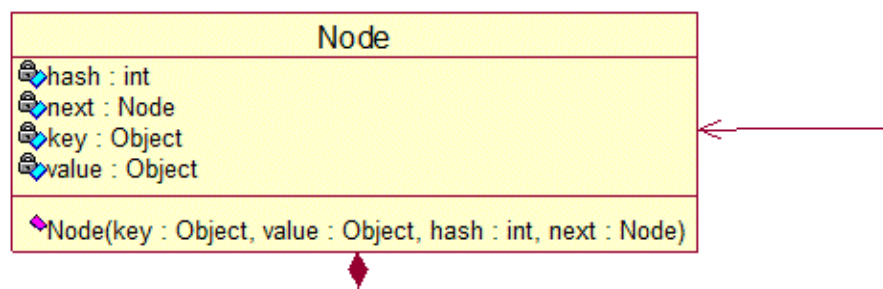 Node
hash : int
next : Node
key : Object
value : Object
Node(key : Object, value : Object, hash : int, next : Node)